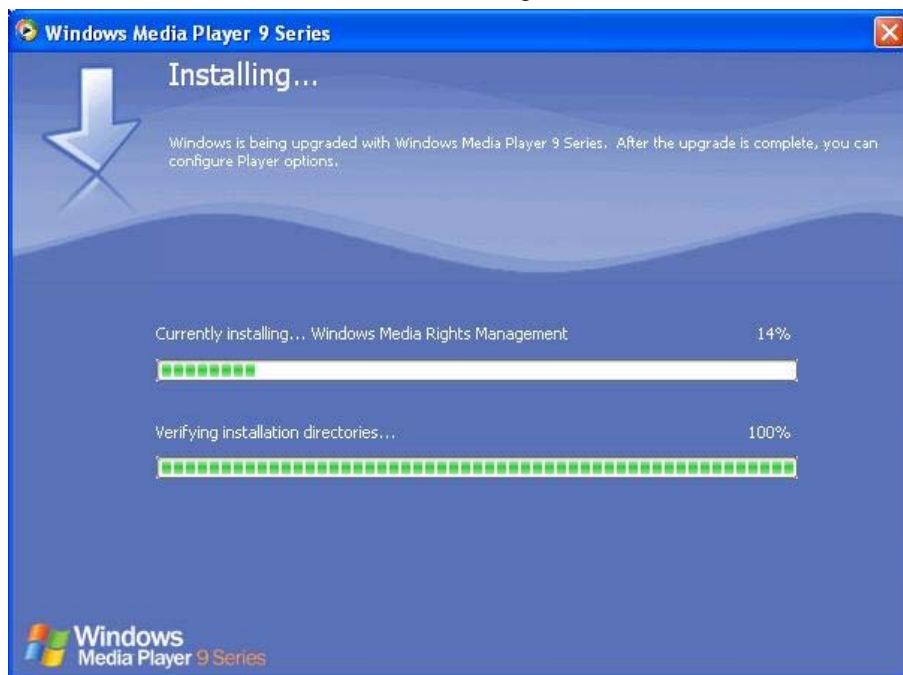 Windows Media Player 9 Series
Installing...
Windows is being upgraded with Windows Media Player 9 Series. After the upgrade is complete, you can
configure Player options.
Currently installing... Windows Media Rights Management 14%
Verifying installation directories... 100%
Windows
Media Player 9 Series